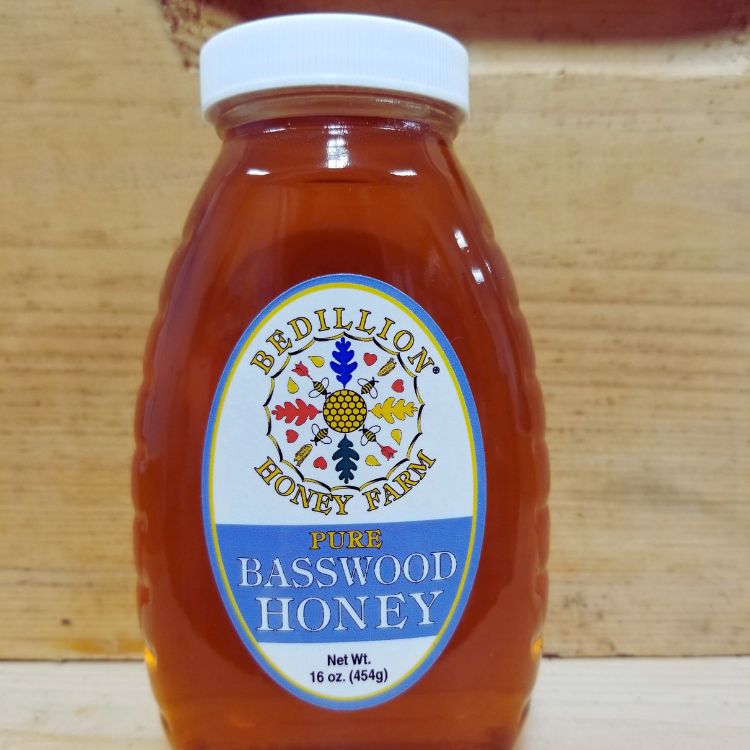 BEDILLION®
HONEY FARM
PURE
BASSWOOD
HONEY
Net Wt.
16 oz. (454g)